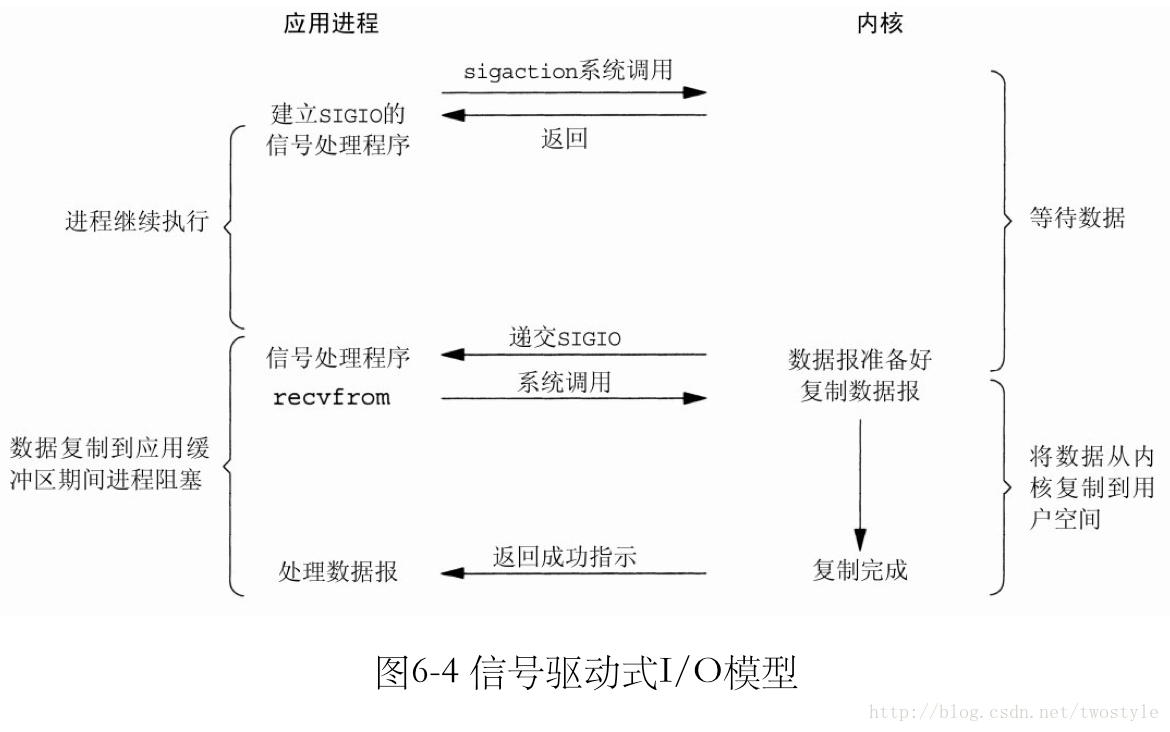 应用进程
内核
sigaction系统调用
建立SIGIO的
信号处理程序
返回
进程继续执行
等待数据
递交SIGIO
信号处理程序
数据报准备好
系统调用
recvfrom
复制数据报
数据复制到应用缓
冲区期间进程阻塞
将数据从内
核复制到用
户空间
返回成功指示
处理数据报
复制完成
图6-4 信号驱动式I/O模型
http://blog.csdn.net/twostyle